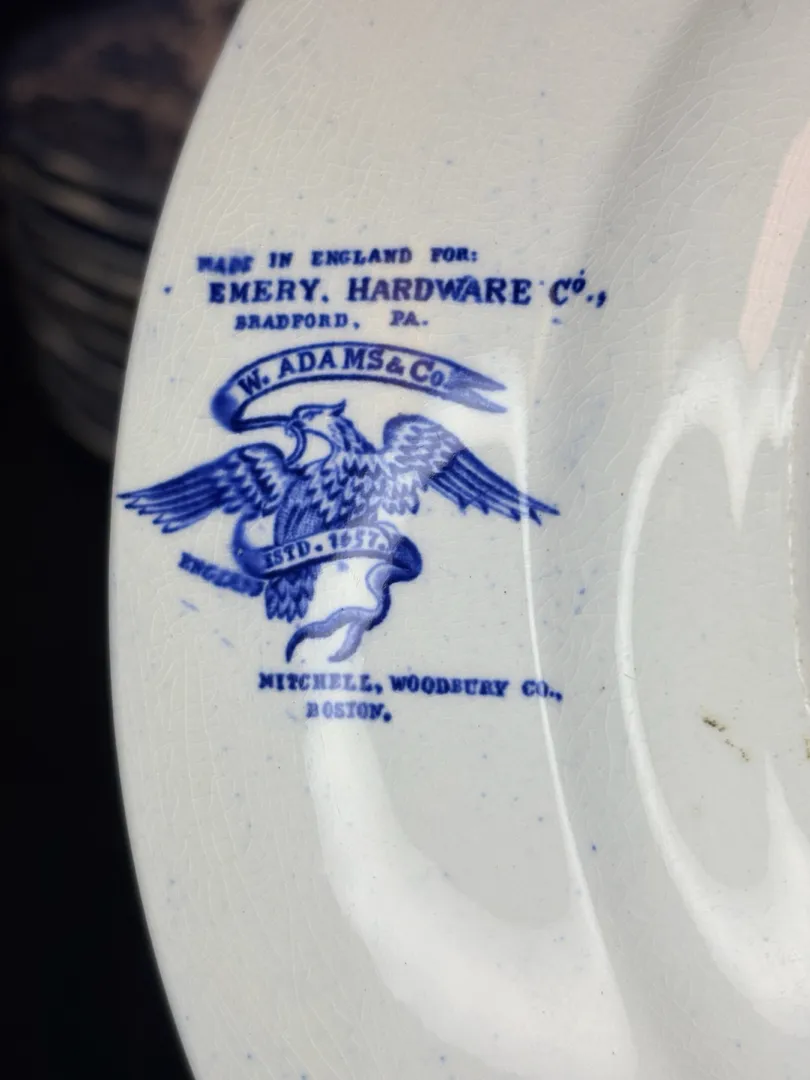 MADE IN ENGLAND FOR:
EMERY. HARDWARE Co.,
BRADFORD, PA.
W. ADAMS & Co
ESTD. 1657.
ENGLAND
MITCHELL, WOODBURY CO.,
BOSTON.